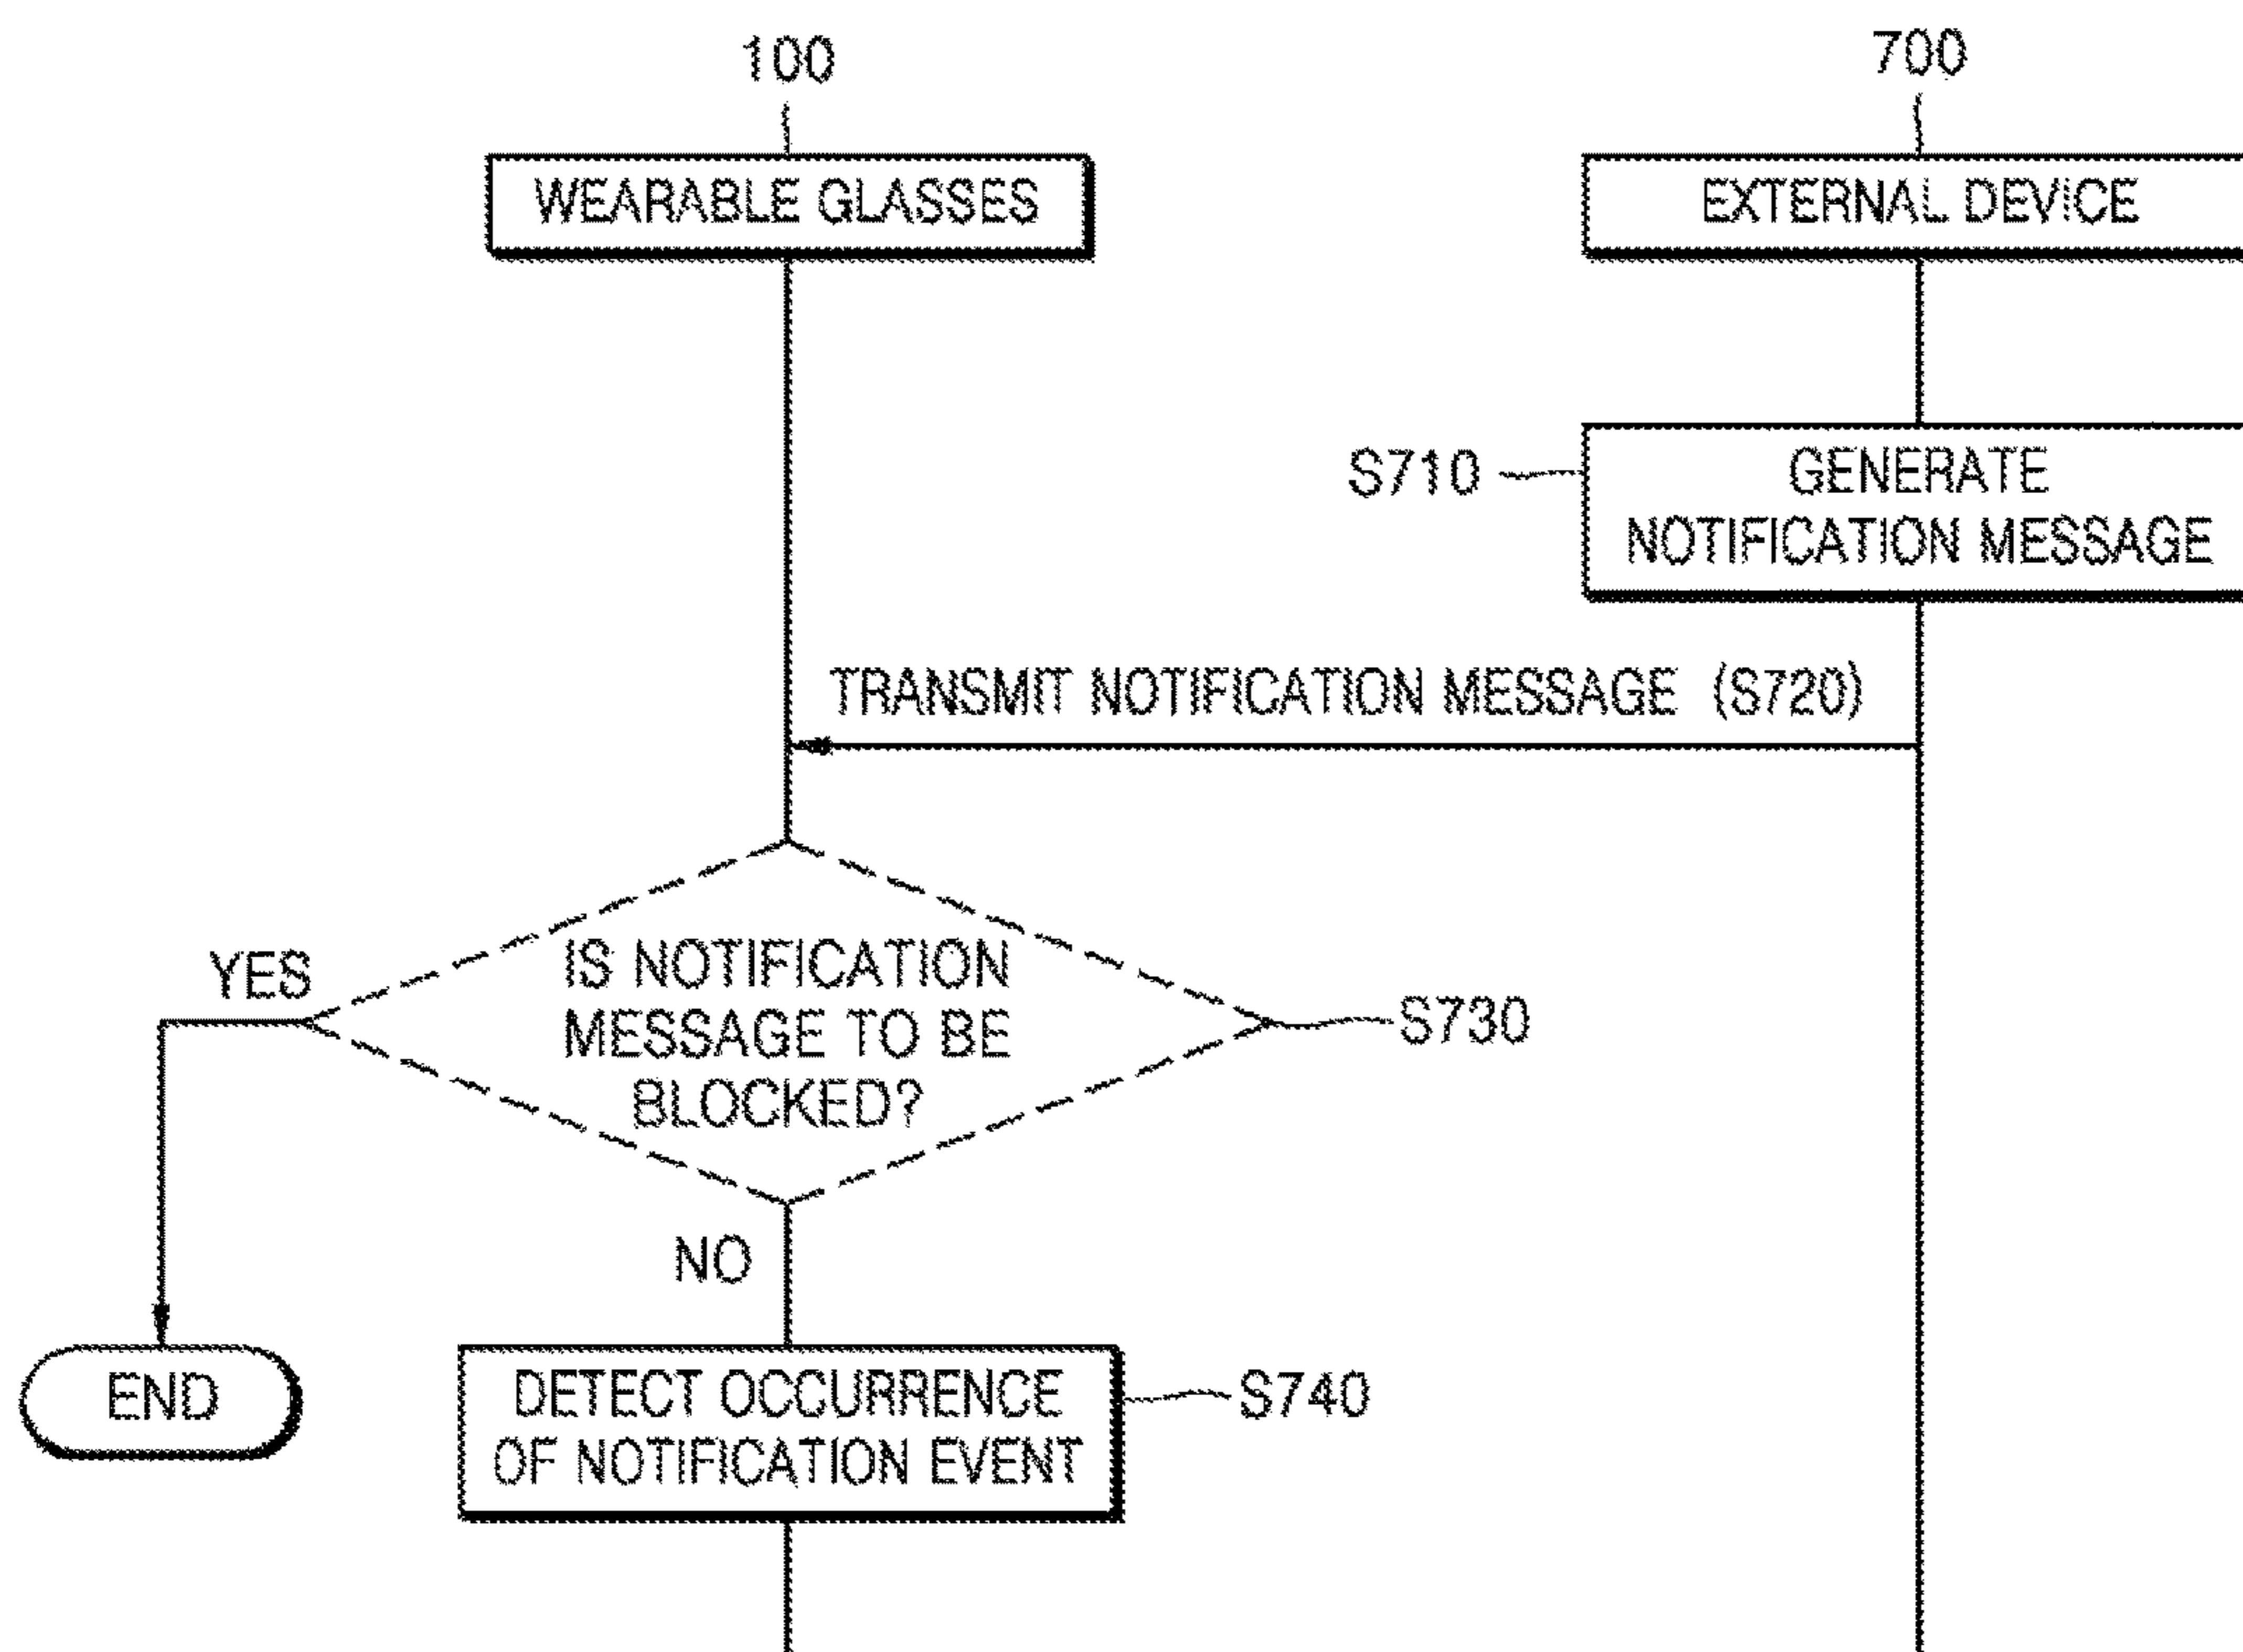 100
700
WEARABLE GLASSES
EXTERNAL DEVICE
S710
GENERATE
NOTIFICATION MESSAGE
TRANSMIT NOTIFICATION MESSAGE (S720)
YES
IS NOTIFICATION
MESSAGE TO BE
BLOCKED?
S730
NO
END
DETECT OCCURRENCE
OF NOTIFICATION EVENT
S740